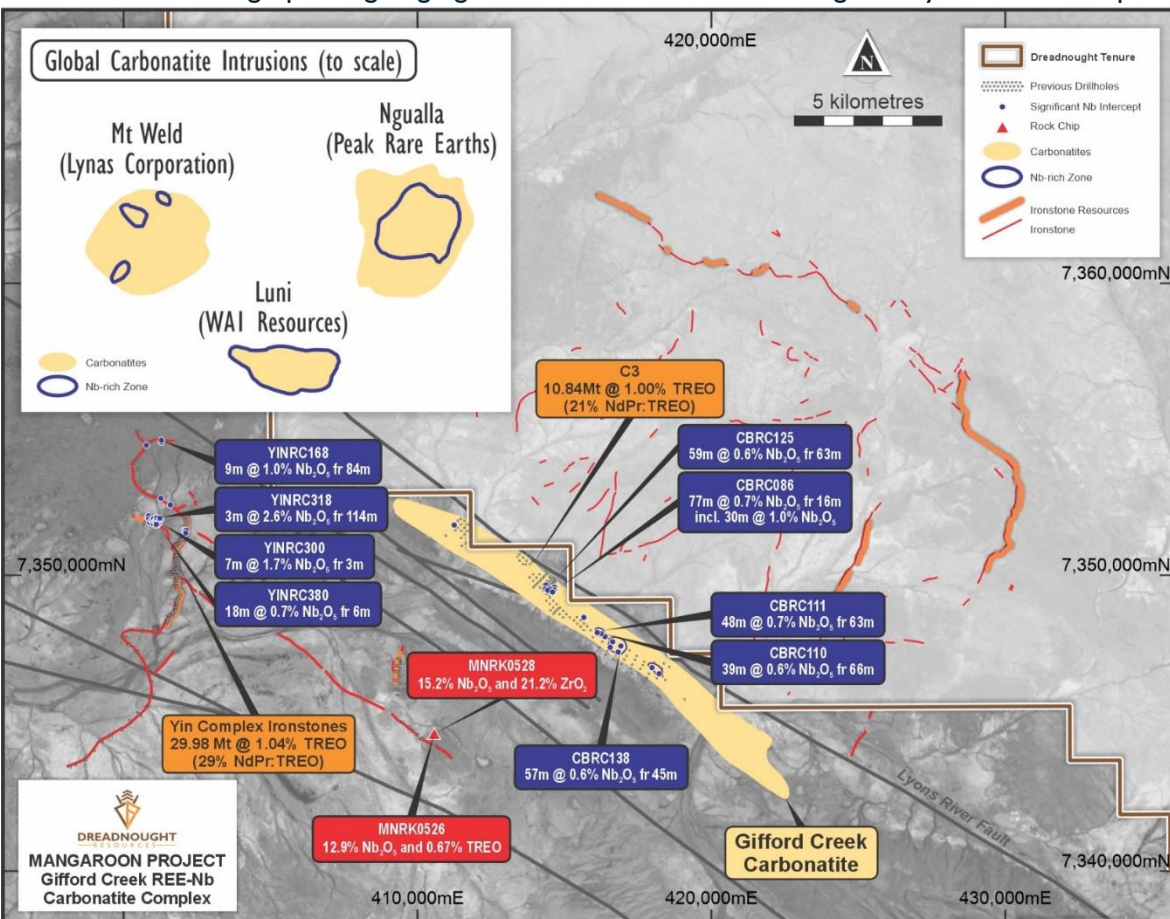 420,000mE
Global Carbonatite Intrusions (to scale)
Mt Weld
(Lynas Corporation)
Ngualla
(Peak Rare Earths)
Luni
(WA1 Resources)
Carbonatites
Nb-rich Zone
N
5 kilometres
Dreadnought Tenure
Previous Drillholes
Significant Nb Intercept
Rock Chip
Carbonatites
Nb-rich Zone
Ironstone Resources
Ironstone
7,360,000mN
C3
10.84Mt @ 1.00% TREO
(21% NdPr:TREO)
YINRC168
9m @ 1.0% Nb₂O₅ fr 84m
YINRC318
3m @ 2.6% Nb₂O₅ fr 114m
YINRC300
7m @ 1.7% Nb₂O₅ fr 3m
YINRC380
18m @ 0.7% Nb₂O₅ fr 6m
CBRC125
59m @ 0.6% Nb₂O₅ fr 63m
CBRC086
77m @ 0.7% Nb₂O₅ fr 16m
incl. 30m @ 1.0% Nb₂O₅
7,350,000mN
7,350,000mN
CBRC111
48m @ 0.7% Nb₂O₅ fr 63m
CBRC110
39m @ 0.6% Nb₂O₅ fr 66m
MNRK0528
15.2% Nb₂O₅ and 21.2% ZrO₂
Yin Complex Ironstones
29.98 Mt @ 1.04% TREO
(29% NdPr:TREO)
CBRC138
57m @ 0.6% Nb₂O₅ fr 45m
MNRK0526
12.9% Nb₂O₅ and 0.67% TREO
Gifford Creek
Carbonatite
Lyons River Fault
DREADNOUGHT
RESOURCES
MANGAROON PROJECT
Gifford Creek REE-Nb
Carbonatite Complex
7,340,000mN
410,000mE
420,000mE
430,000mE